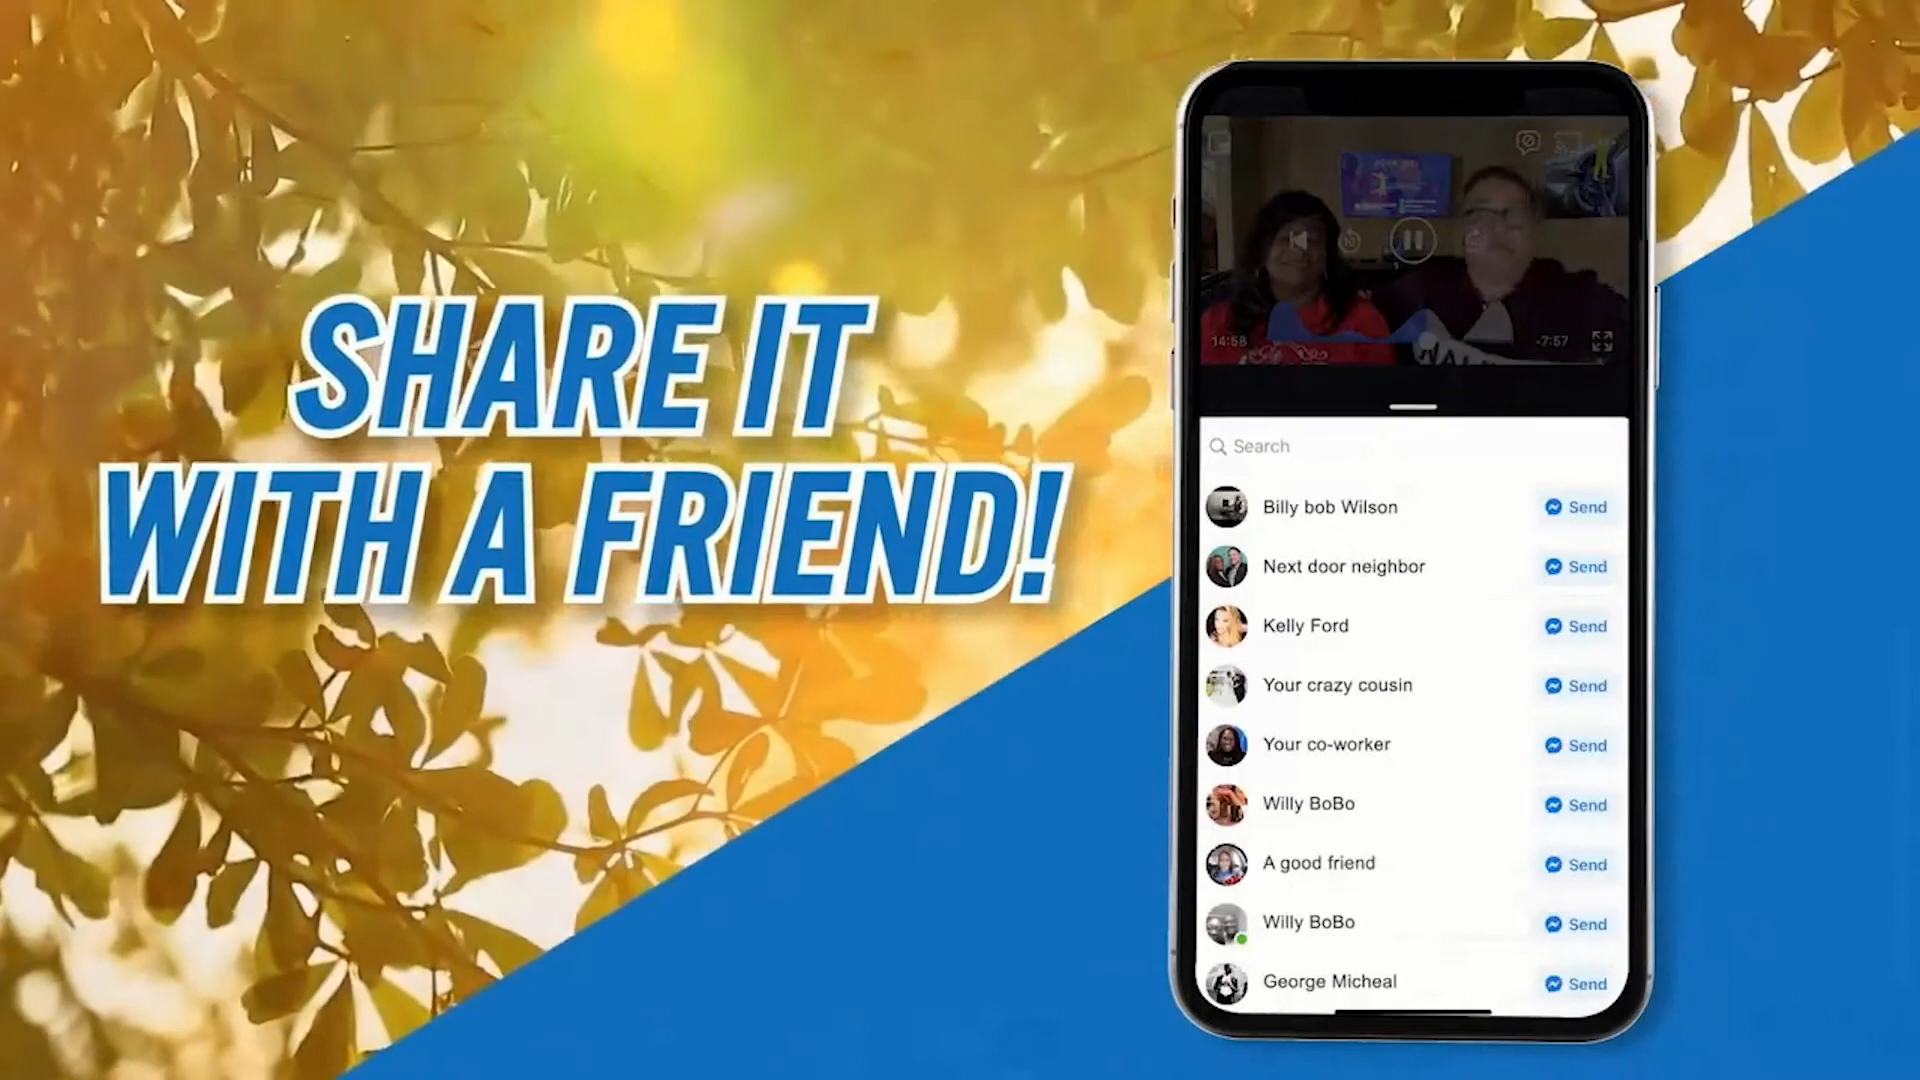 SHARE IT
WITH A FRIEND!
10
14:58
-7:57
Search
Billy bob Wilson
Send
Next door neighbor
Send
Kelly Ford
Send
Your crazy cousin
Send
Your co-worker
Send
Willy BoBo
Send
A good friend
Send
Willy BoBo
Send
George Micheal
Send